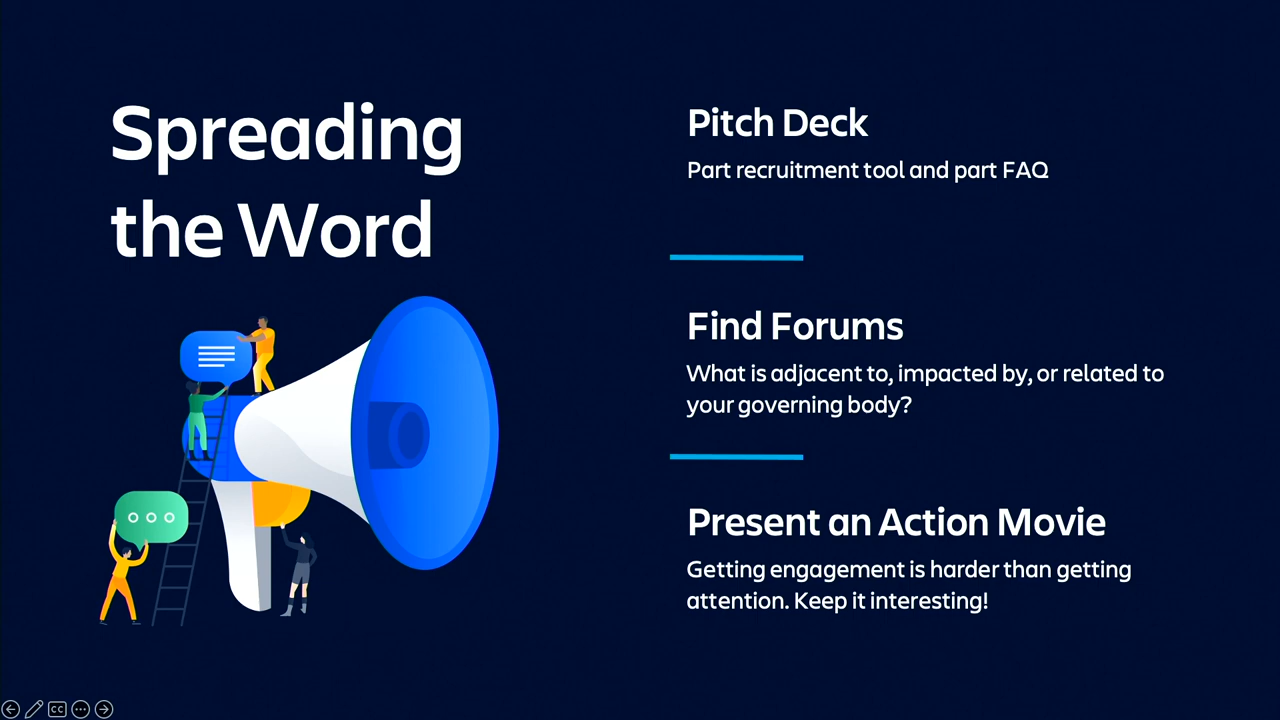 Spreading
the Word
Pitch Deck
Part recruitment tool and part FAQ
Find Forums
What is adjacent to, impacted by, or related to
your governing body?
Present an Action Movie
Getting engagement is harder than getting
attention. Keep it interesting!
CC